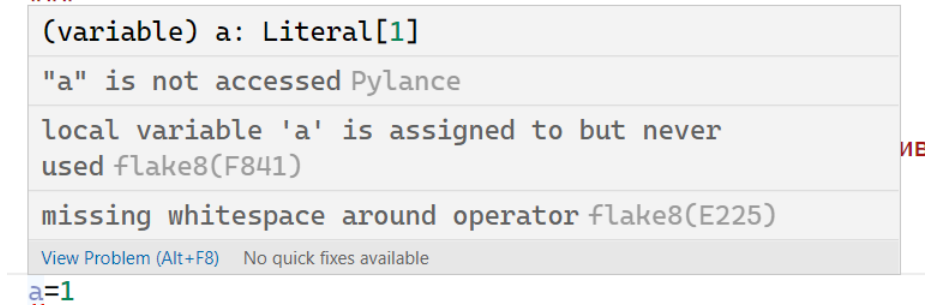 (variable) a: Literal[1]
"a" is not accessed Pylance
local variable 'a' is assigned to but never
used flake8(F841)
missing whitespace around operator flake8(E225)
View Problem (Alt+F8) No quick fixes available
a=1